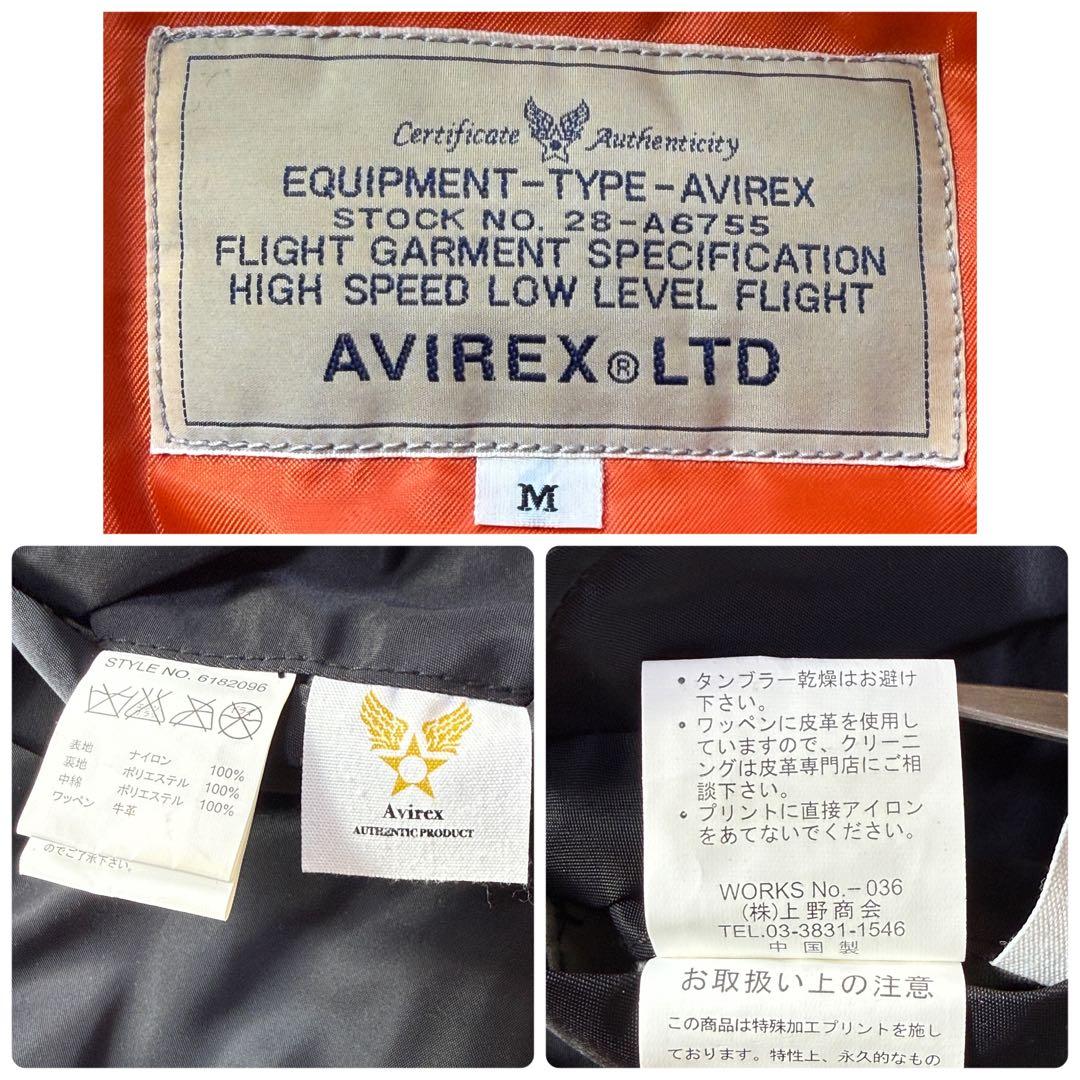 Certificate Authenticity
EQUIPMENT-TYPE-AVIREX
STOCK NO. 28-A6755
FLIGHT GARMENT SPECIFICATION
HIGH SPEED LOW LEVEL FLIGHT
AVIREX® LTD
M
STYLE NO. 6182096
表地 ナイロン 100%
裏地 ポリエステル 100%
中綿 ポリエステル 100%
ワッペン 牛革
のでご了承下さい。
Avirex
AUTHENTIC PRODUCT
・タンブラー乾燥はお避け
下さい。
・ワッペンに皮革を使用し
ていますので、クリーニ
ングは皮革専門店にご相
談下さい。
・プリントに直接アイロン
をあてないでください。
WORKS No.-036
(株)上野商会
TEL.03-3831-1546
中国製
お取扱い上の注意
この商品は特殊加工プリントを施し
ております。特性上、永久的なもの